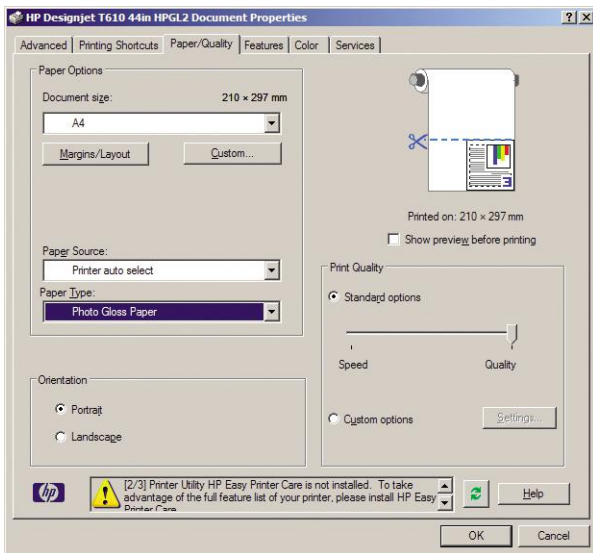 HP Designjet T610 44in HPGL2 Document Properties
Advanced Printing Shortcuts Paper/Quality Features Color Services
Paper Options
Document size: 210 × 297 mm
A4
Margins/Layout Custom...
Printed on: 210 × 297 mm
Show preview before printing
Paper Source:
Printer auto select
Paper Type:
Photo Gloss Paper
Print Quality
Standard options
Speed Quality
Custom options Settings...
Orientation
Portrait
Landscape
hp
[2/3] Printer Utility HP Easy Printer Care is not installed. To take
advantage of the full feature list of your printer, please install HP Easy
Printer Care
Help
OK Cancel